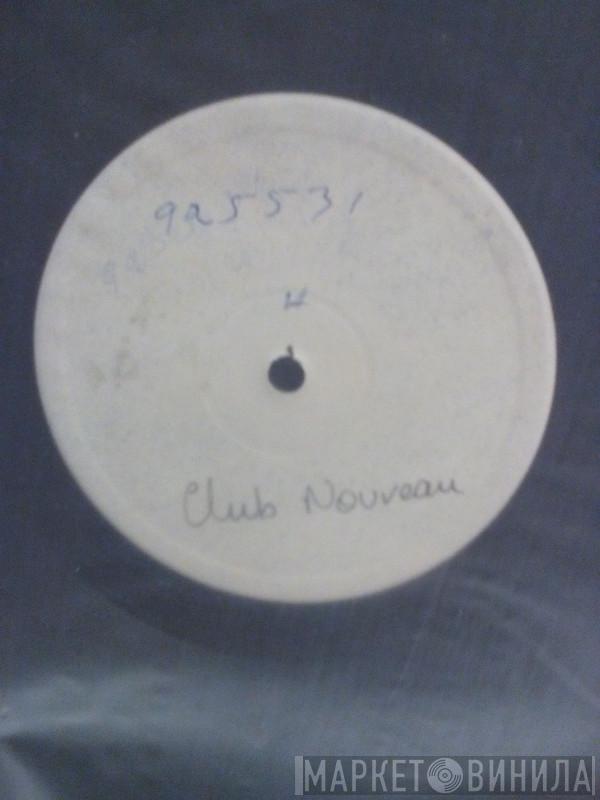 925531
Club Nouveau
МАРКЕТ ВИНИЛА